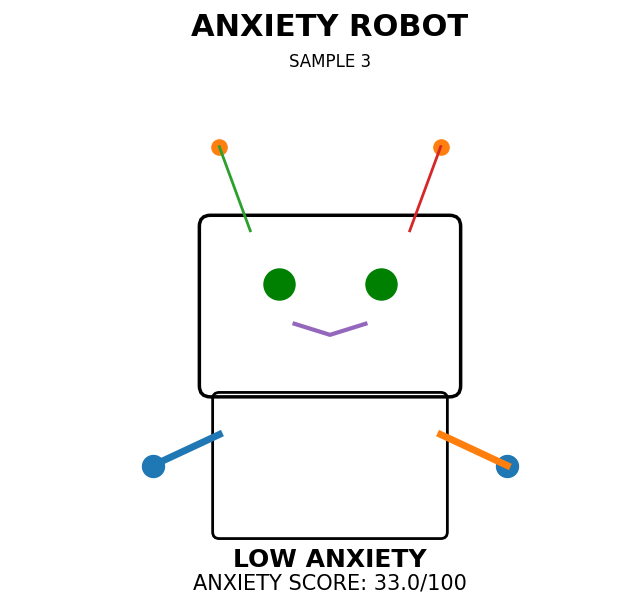 ANXIETY ROBOT
SAMPLE 3
LOW ANXIETY
ANXIETY SCORE: 33.0/100